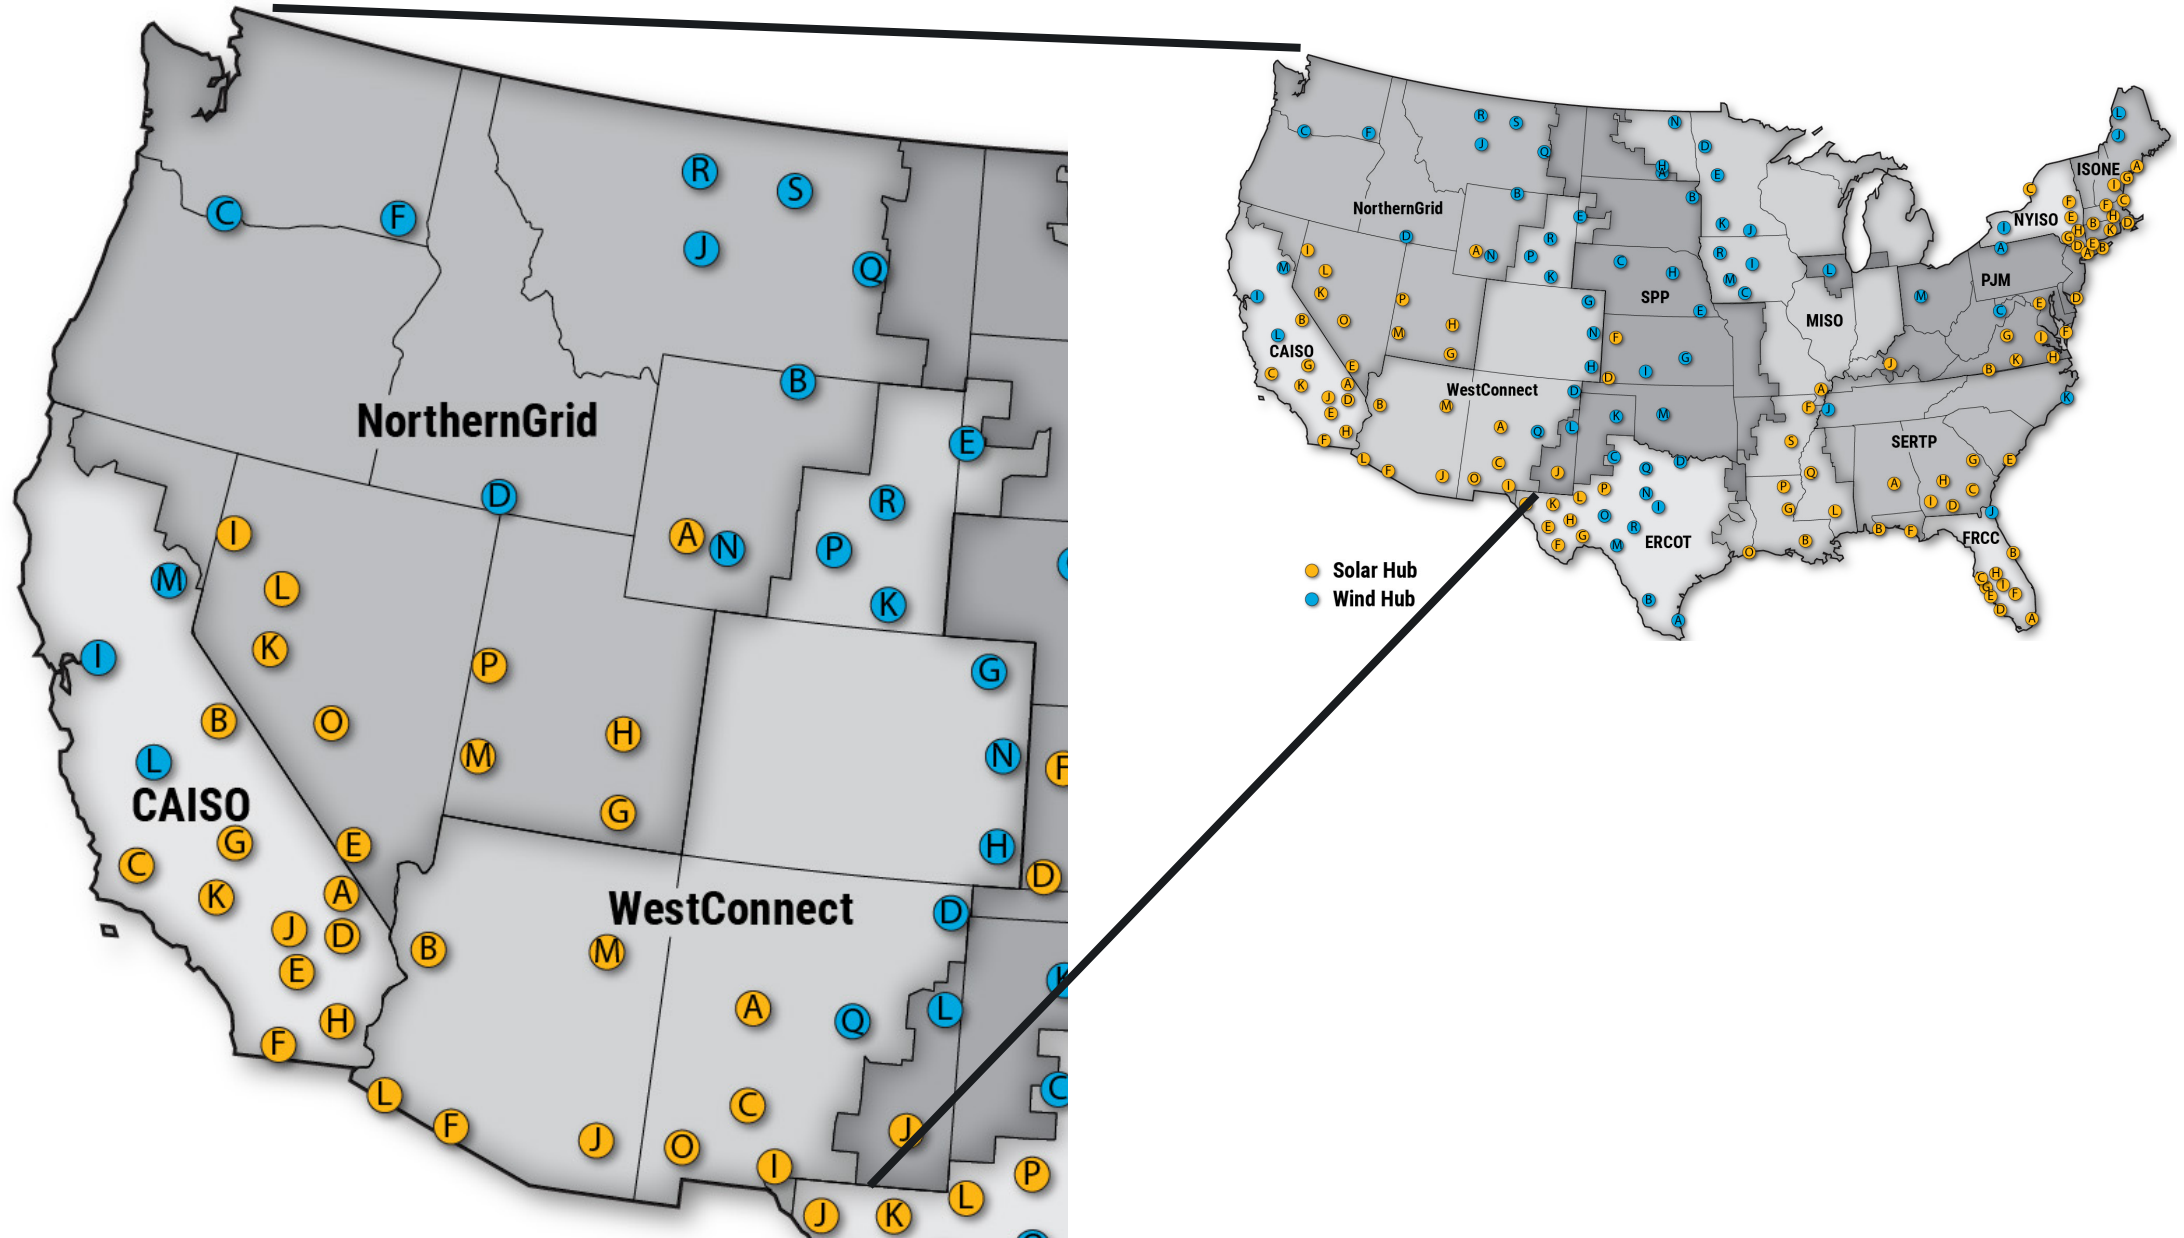 R S
C F
J
Q
B
NorthernGrid
E
D
R
I
A N P
M
L
K
K
I
P
G
B O
H
M
N
L
CAISO
G
G
E
H
C
A
D
K
WestConnect
D
J D
B M
E
A
L
Q
H
F
C
L
C
F
J
J O
I
P
L
J K
R S
N
L
C F
J
D
J
Q
H
A
ISONE
A
E
G
I
B
B
C
NorthernGrid
E
F
F
C
NYISO
E
H
D
K J
B
I
K
H
D
R
G
A
D
E
B
A
I
A N P
R
C
I
M
L
K
H
M
L
PJM
K
I
P
G
SPP
C
M
D
E
C
B O
H
E
MISO
M
N
F
L
G
I
F
CAISO
G
G
H
K
C
G
E
H
I
J
B
K
A
D
WestConnect
D
A
J D
B M
F J
K
E
K M
A
L
F
H
Q
S
SERTP
L
C
C
Q
D
G
E
F
J
Q
J
O
I
P
N
P
A
H
C
K L
I
G
L
I
D
E
H
O
R
J
F
G
M
ERCOT
B
F
FRCC
O
B
B
Solar Hub
Wind Hub
C H
G I
E F
B
D
A
A